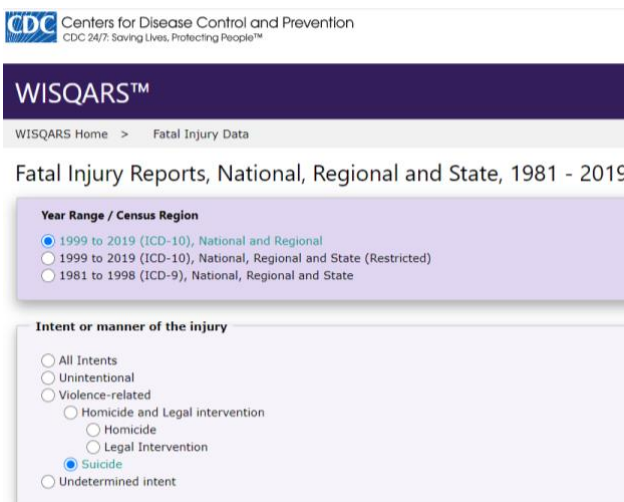 CDC Centers for Disease Control and Prevention
CDC 24/7: Saving Lives, Protecting People™
WISQARS™
WISQARS Home > Fatal Injury Data
Fatal Injury Reports, National, Regional and State, 1981 - 2019
Year Range / Census Region
1999 to 2019 (ICD-10), National and Regional
1999 to 2019 (ICD-10), National, Regional and State (Restricted)
1981 to 1998 (ICD-9), National, Regional and State
Intent or manner of the injury
All Intents
Unintentional
Violence-related
Homicide and Legal intervention
Homicide
Legal Intervention
Suicide
Undetermined intent